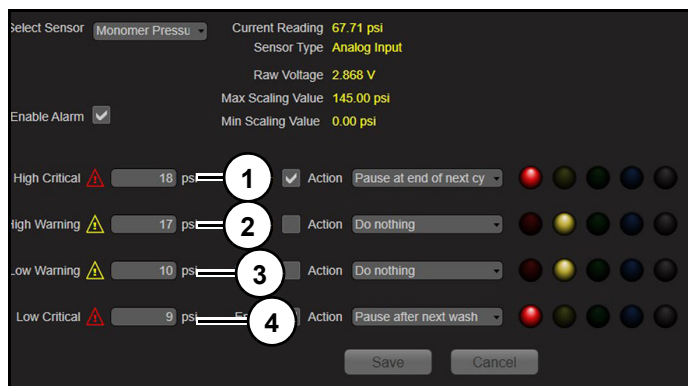 Select Sensor Monomer Pressu Current Reading 67.71 psi
Sensor Type Analog Input
Raw Voltage 2.868 V
Max Scaling Value 145.00 psi
Enable Alarm Min Scaling Value 0.00 psi
High Critical 18 psi 1 Action Pause at end of next cy
High Warning 17 psi 2 Action Do nothing
Low Warning 10 psi 3 Action Do nothing
Low Critical 9 psi 4 Action Pause after next wash
Save Cancel